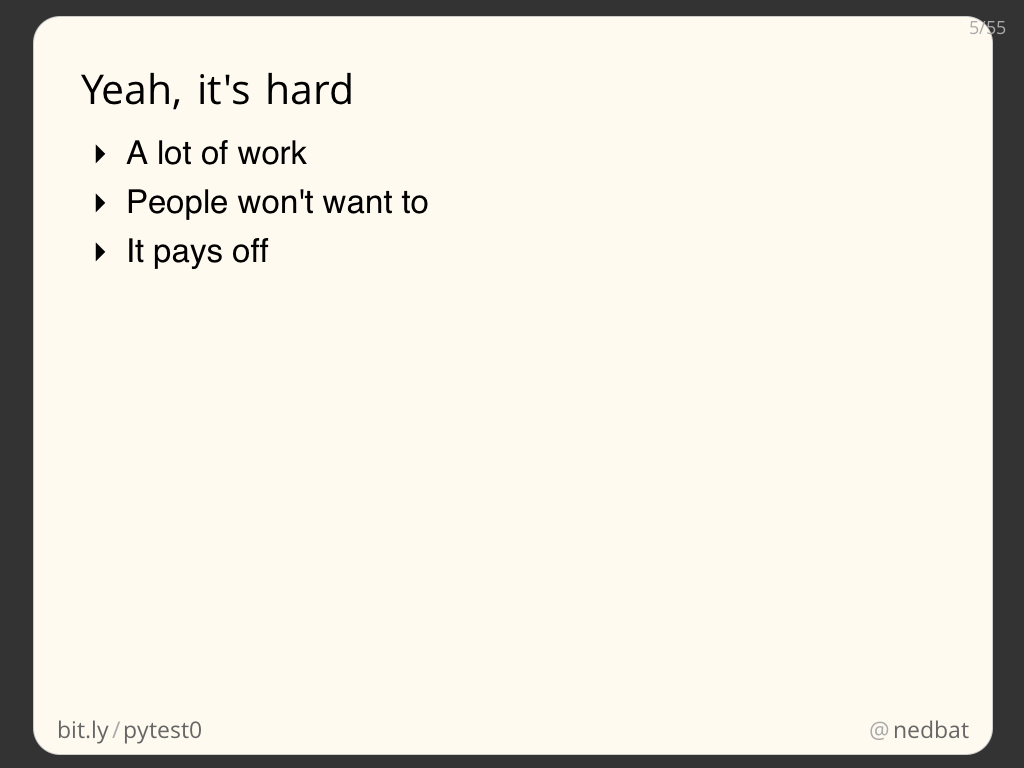 5/55
Yeah, it's hard
A lot of work
People won't want to
It pays off
bit.ly/pytest0
@nedbat